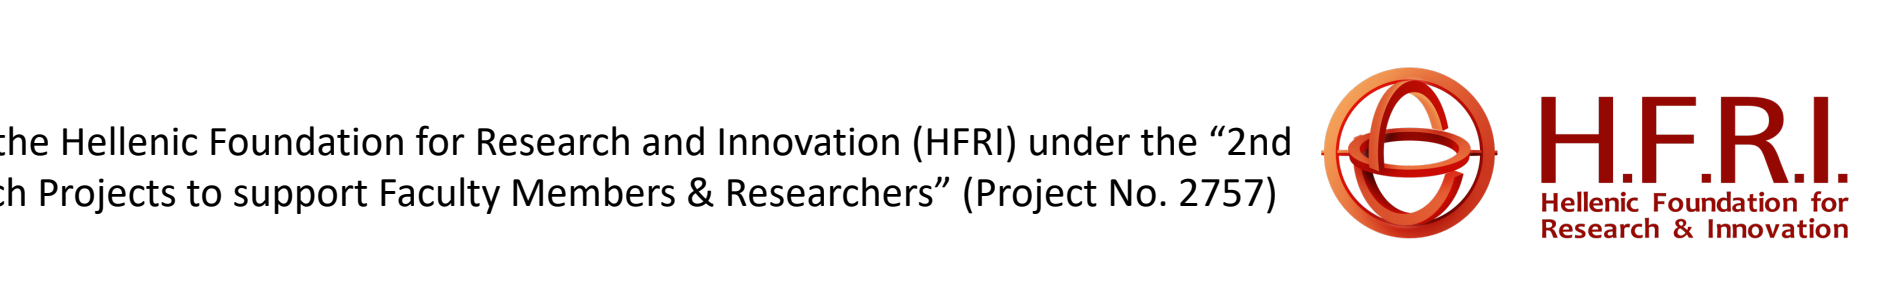 the Hellenic Foundation for Research and Innovation (HFRI) under the “2nd
ch Projects to support Faculty Members & Researchers” (Project No. 2757)
H.F.R.I.
Hellenic Foundation for
Research & Innovation